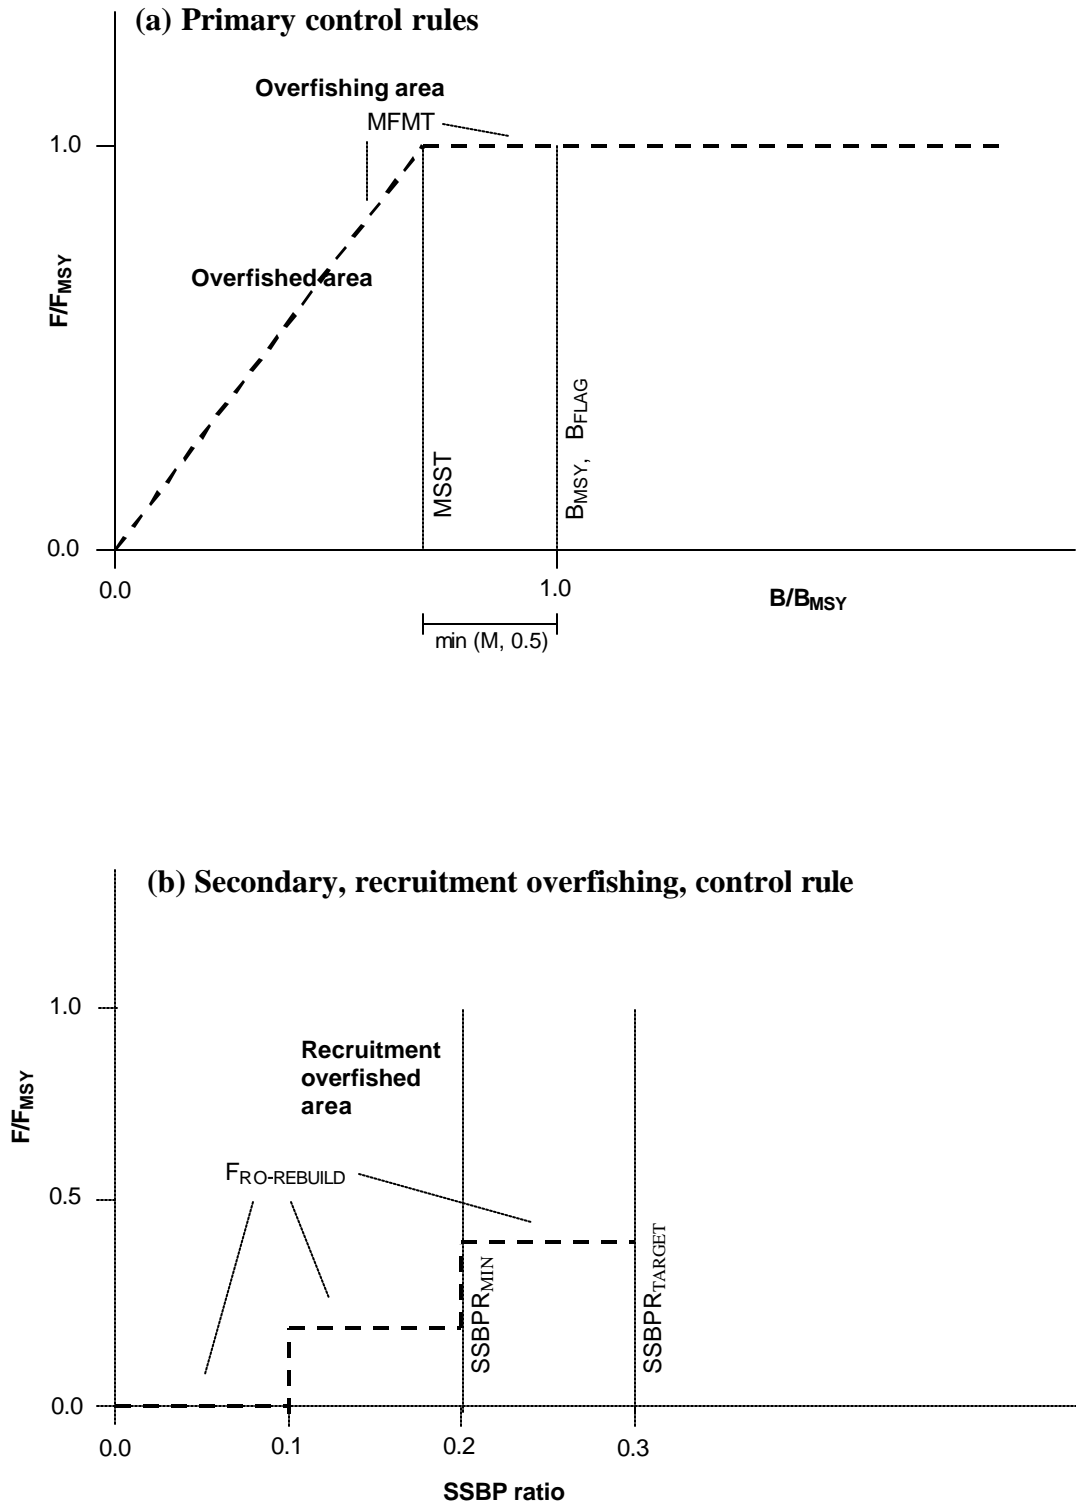 (a) Primary control rules
Overfishing area
MFMT
1.0
Overfished area
F/FMSY
MSST
BMSY, BFLAG
0.0
0.0
1.0
B/BMSY
min (M, 0.5)
(b) Secondary, recruitment overfishing, control rule
1.0
Recruitment
overfished
area
F/FMSY
FRO-REBUILD
0.5
SSBPRMIN
SSBPRTARGET
0.0
0.0
0.1
0.2
0.3
SSBP ratio